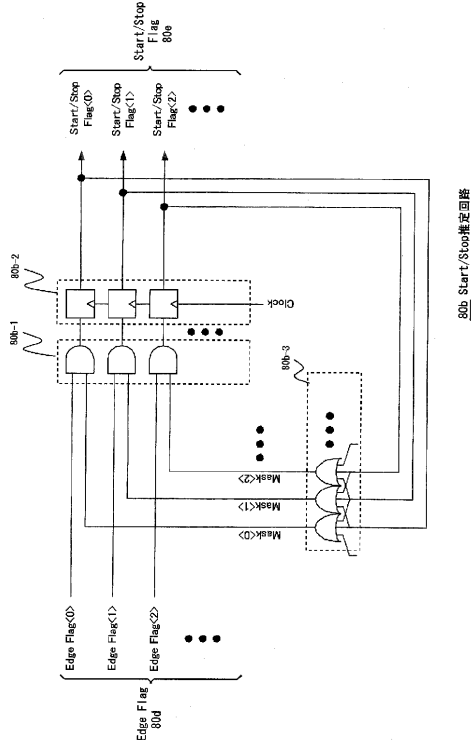 Start/Stop
Flag
80e
Start/Stop
Flag<0>
Start/Stop
Flag<1>
Start/Stop
Flag<2>
80b-2
80b-1
Clock
80b-3
Mask<2>
Mask<1>
Mask<0>
Edge Flag<0>
Edge Flag<1>
Edge Flag<2>
Edge Flag
80d
80b Start/Stop推定回路